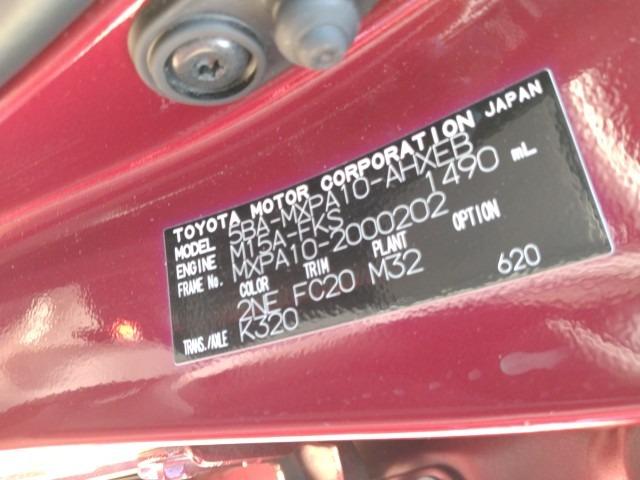 TOYOTA MOTOR CORPORATION JAPAN
MODEL 5BA-MXPA10-AHXEB
ENGINE M15A-FKS 1490 mL
FRAME No. MXPA10-2000202
COLOR TRIM PLANT OPTION
2NF FC20 M32 620
TRANS./AXLE K320